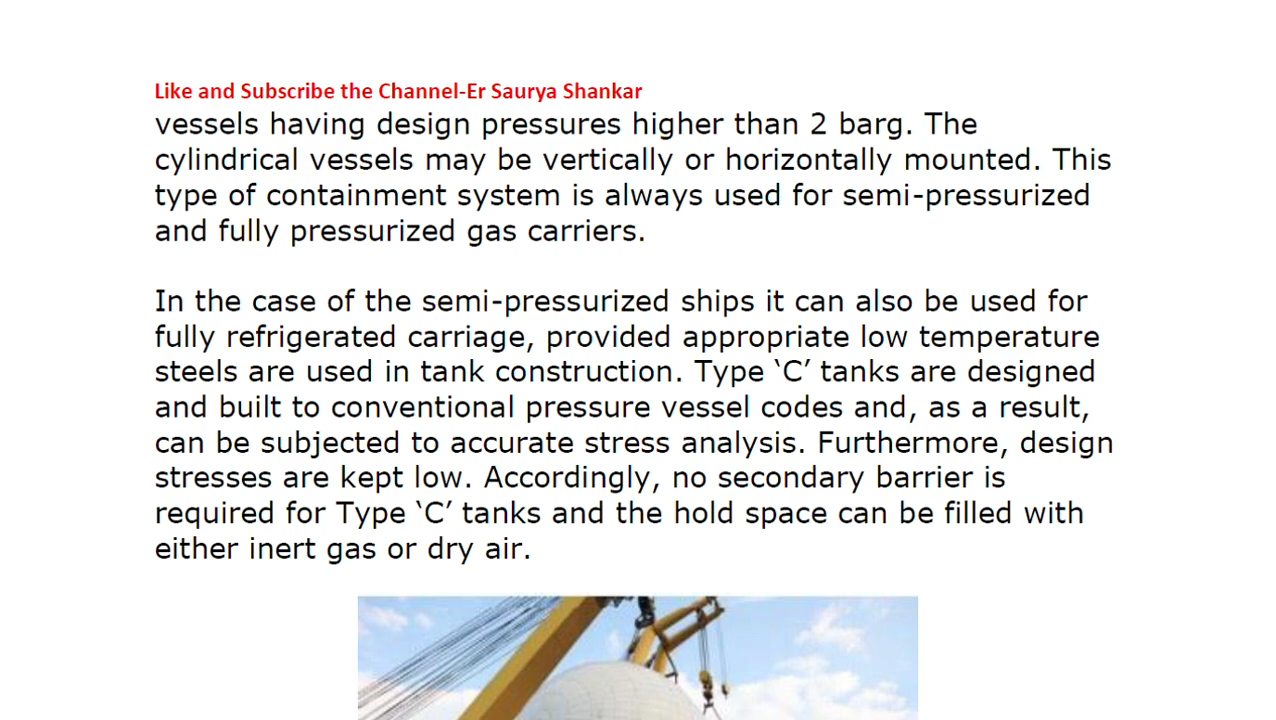 Like and Subscribe the Channel-Er Saurya Shankar
vessels having design pressures higher than 2 barg. The
cylindrical vessels may be vertically or horizontally mounted. This
type of containment system is always used for semi-pressurized
and fully pressurized gas carriers.
In the case of the semi-pressurized ships it can also be used for
fully refrigerated carriage, provided appropriate low temperature
steels are used in tank construction. Type ‘C’ tanks are designed
and built to conventional pressure vessel codes and, as a result,
can be subjected to accurate stress analysis. Furthermore, design
stresses are kept low. Accordingly, no secondary barrier is
required for Type ‘C’ tanks and the hold space can be filled with
either inert gas or dry air.